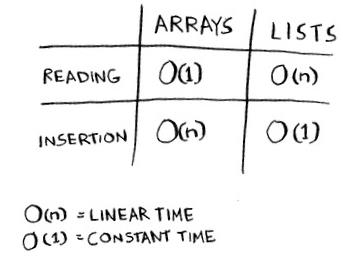 ARRAYS LISTS
READING O(1) O(n)
INSERTION O(n) O(1)
O(n) = LINEAR TIME
O(1) = CONSTANT TIME